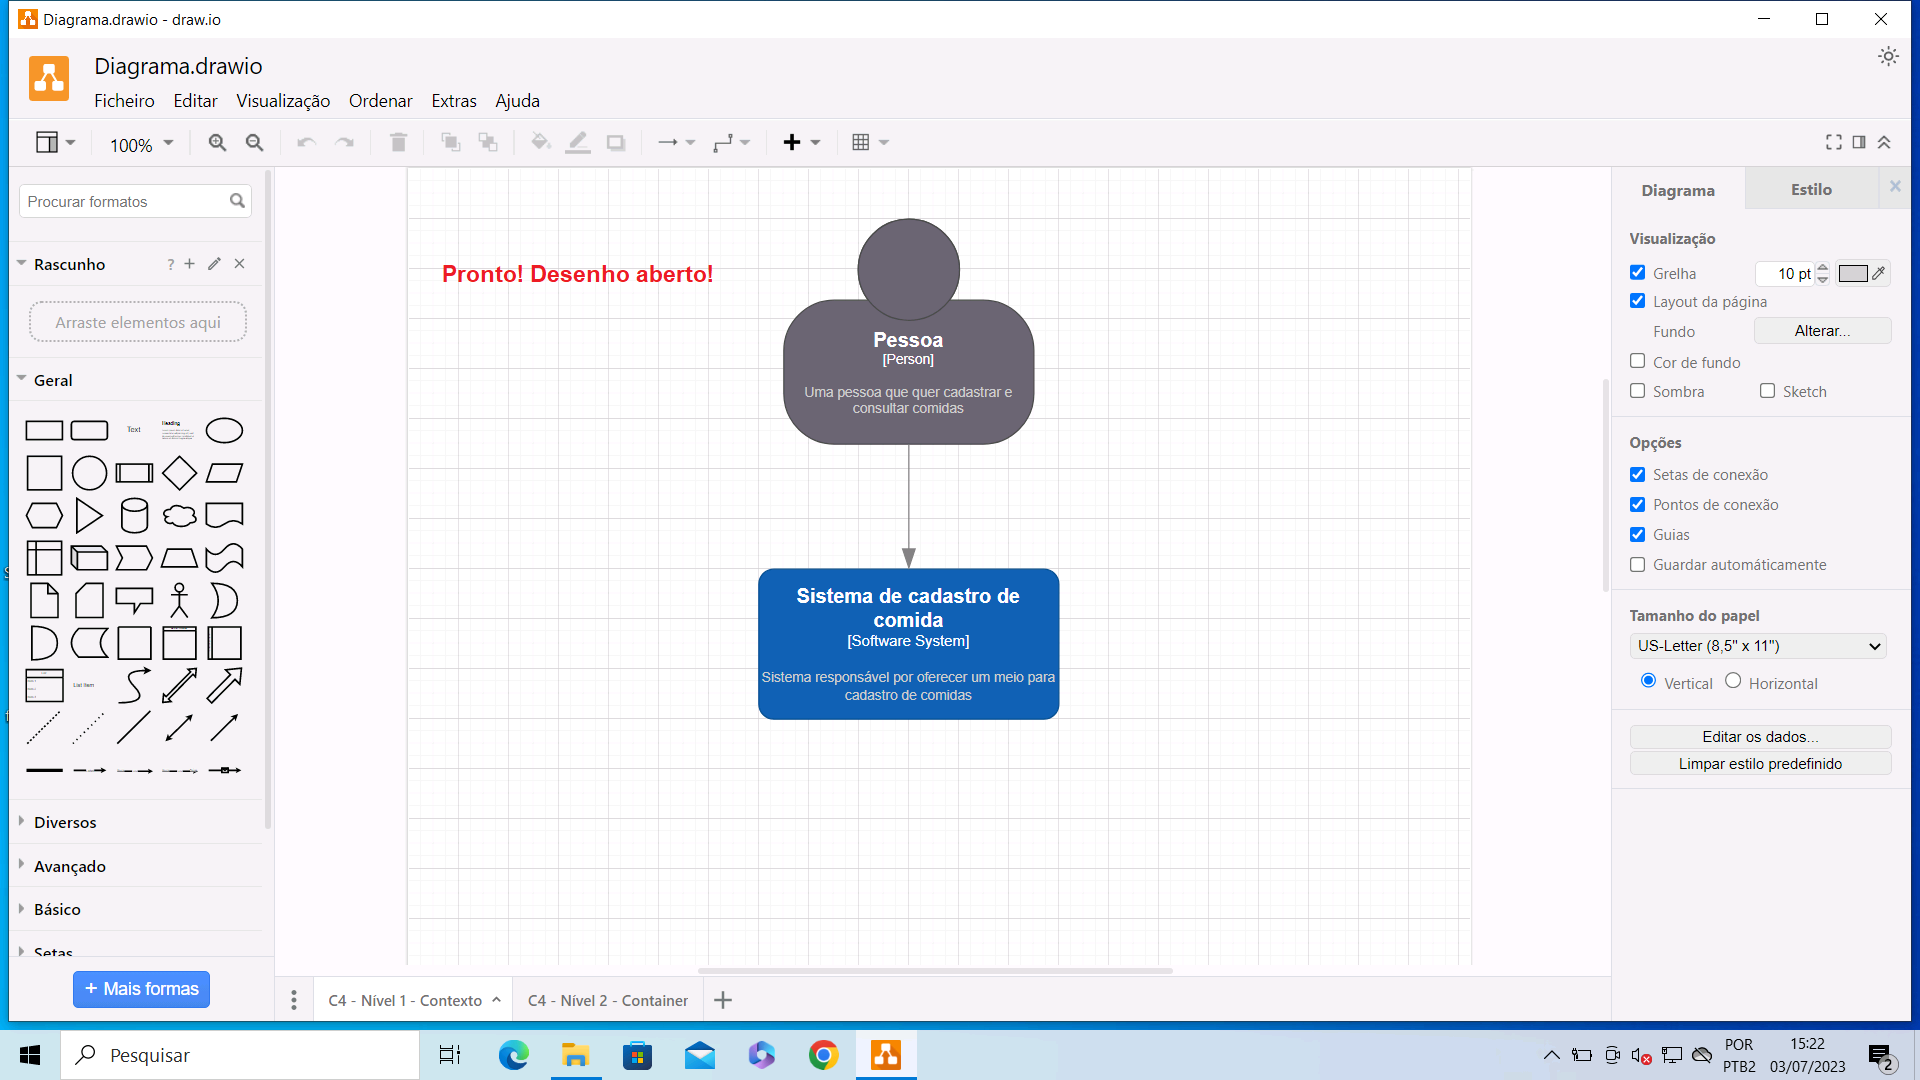 Diagrama.drawio - draw.io
Diagrama.drawio
Ficheiro Editar Visualização Ordenar Extras Ajuda
100%
Procurar formatos
Rascunho ?
Arraste elementos aqui
Geral
Text
Heading
List Item
Diversos
Avançado
Básico
Setas
+ Mais formas
Pronto! Desenho aberto!
Pessoa
[Person]
Uma pessoa que quer cadastrar e
consultar comidas
Sistema de cadastro de
comida
[Software System]
Sistema responsável por oferecer um meio para
cadastro de comidas
C4 - Nível 1 - Contexto
C4 - Nível 2 - Container
Diagrama Estilo
Visualização
Grelha 10 pt
Layout da página
Fundo Alterar...
Cor de fundo
Sombra Sketch
Opções
Setas de conexão
Pontos de conexão
Guias
Guardar automáticamente
Tamanho do papel
US-Letter (8,5" x 11")
Vertical Horizontal
Editar os dados...
Limpar estilo predefinido
Pesquisar
POR
PTB2
15:22
03/07/2023
2